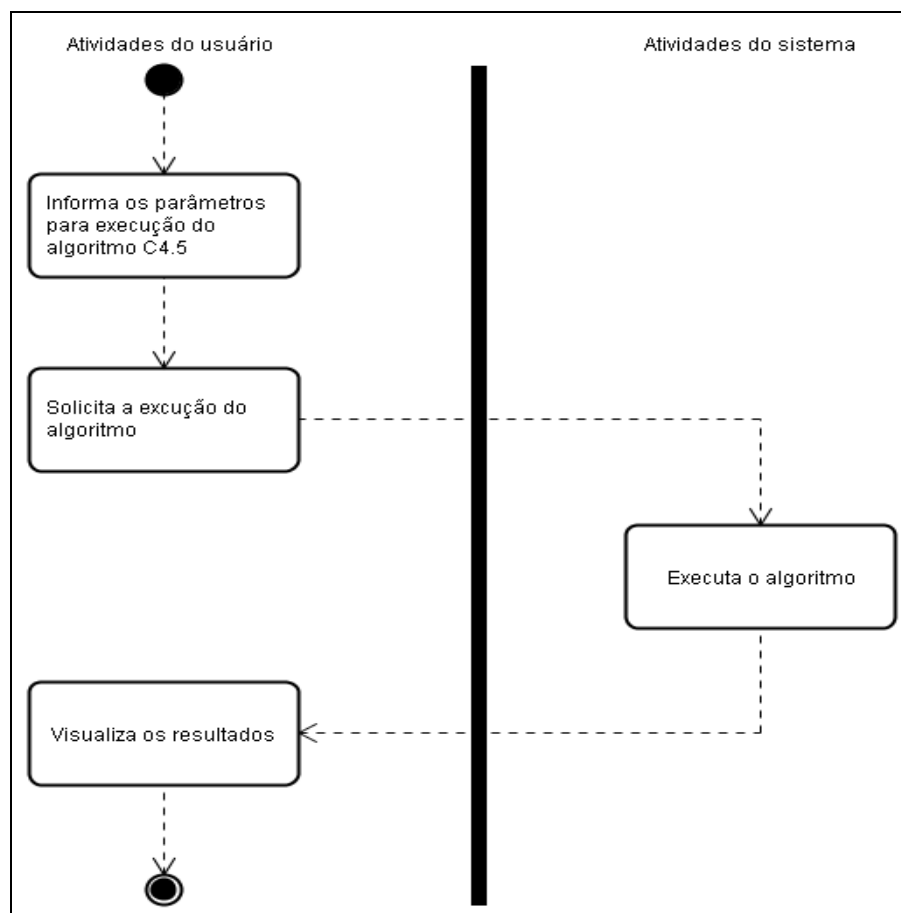 Atividades do usuário
Atividades do sistema
Informa os parâmetros
para execução do
algoritmo C4.5
Solicita a excução do
algoritmo
Executa o algoritmo
Visualiza os resultados